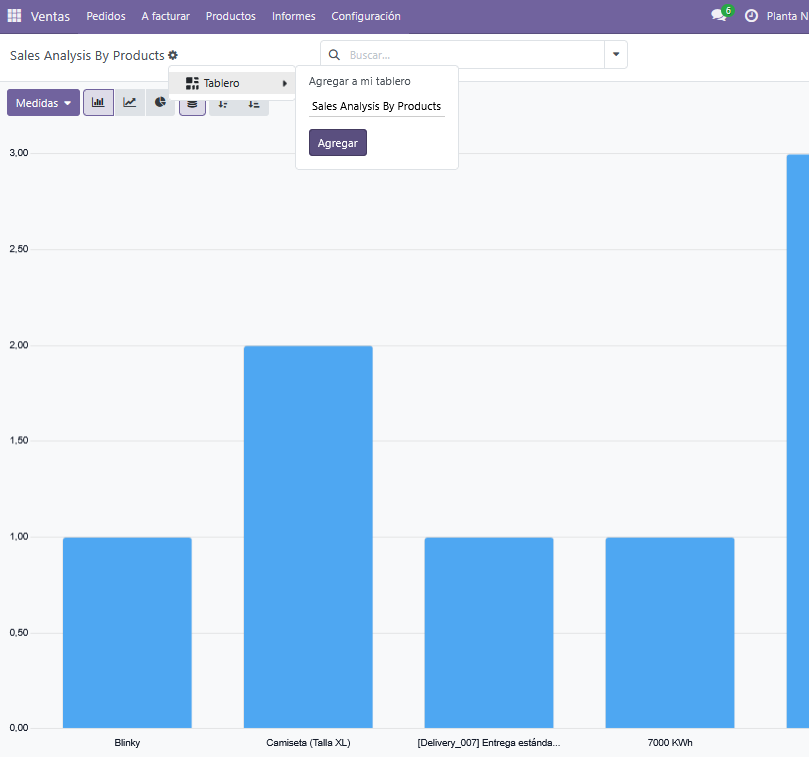 Ventas Pedidos A facturar Productos Informes Configuración 6 Planta N
Sales Analysis By Products Buscar...
Tablero
Agregar a mi tablero
Sales Analysis By Products
Agregar
Medidas
3,00
2,50
2,00
1,50
1,00
0,50
0,00
Blinky Camiseta (Talla XL) [Delivery_007] Entrega estánda... 7000 KWh